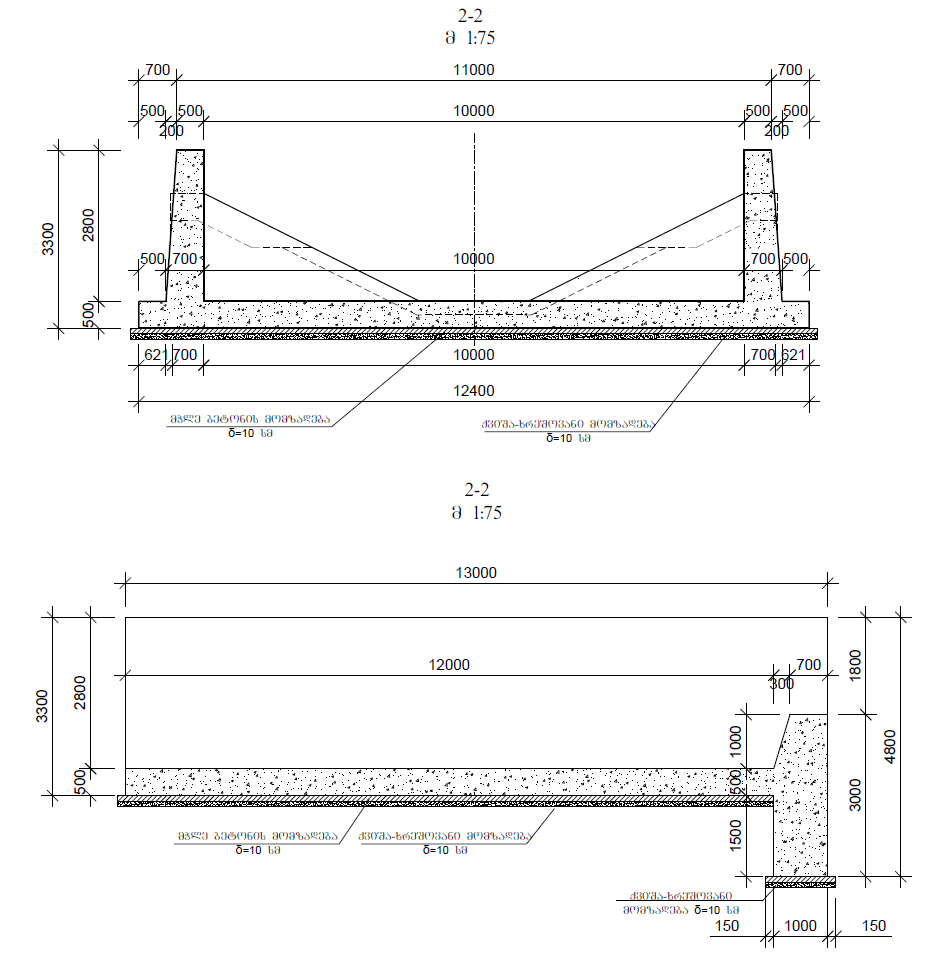 2-2
მ 1:75
700 11000 700
500 500 10000 500 500
200 200
3300 2800 500
500 700 10000 700 500
621 700 10000 700 621
12400
მჭლე ბეტონის მომზადება
δ=10 სმ
ქვიშა-ხრეშოვანი მომზადება
δ=10 სმ
2-2
მ 1:75
13000
12000 700
300
3300 2800 500
1000 500 1500
1800 3000 4800
მჭლე ბეტონის მომზადება
δ=10 სმ
ქვიშა-ხრეშოვანი მომზადება
δ=10 სმ
ქვიშა-ხრეშოვანი
მომზადება δ=10 სმ
150 1000 150